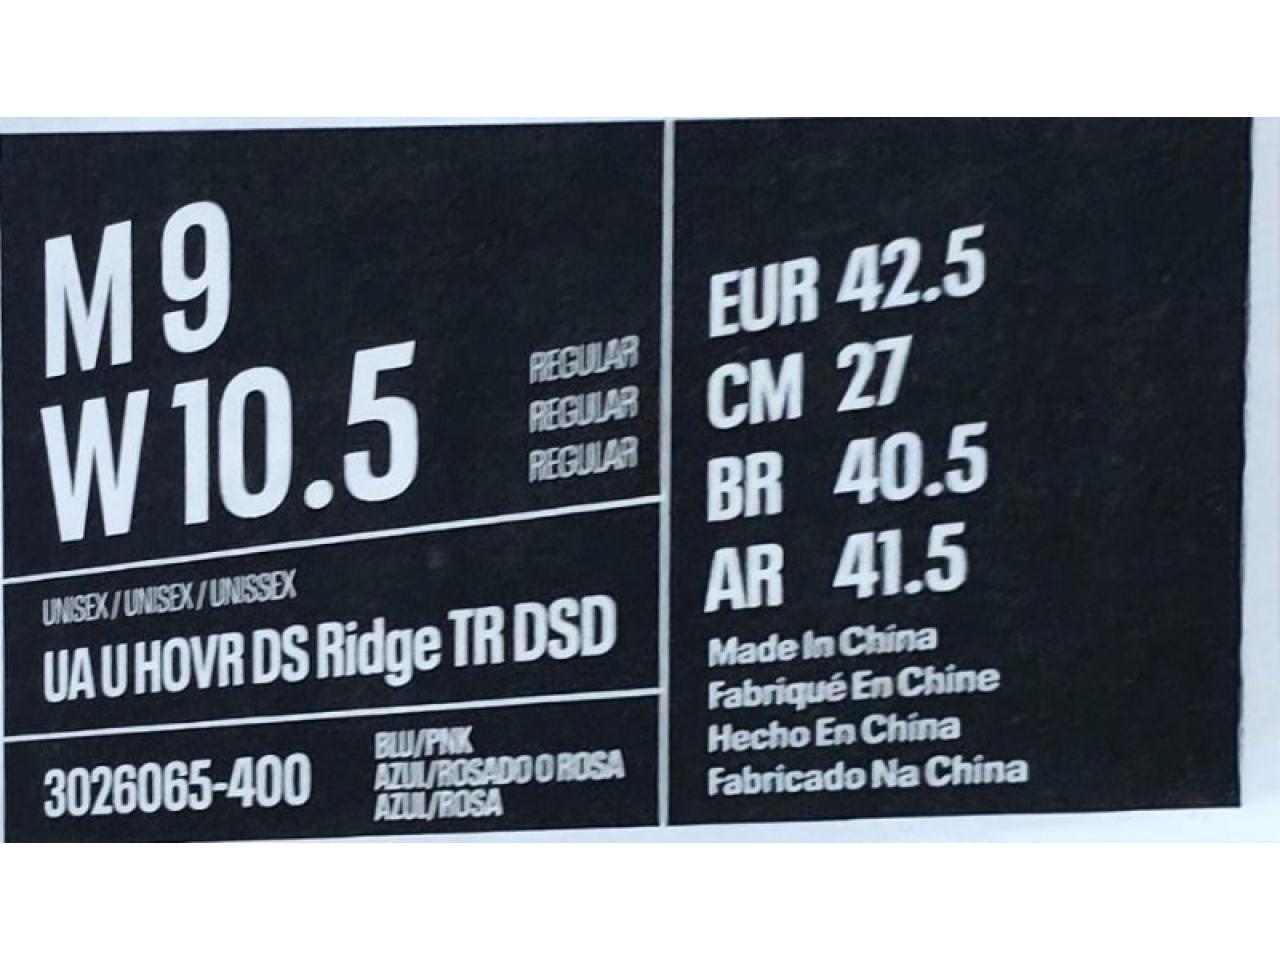 M 9
W 10.5
REGULAR
REGULAR
REGULAR
UNISEX / UNISEX / UNISSEX
UA U HOVR DS Ridge TR DSD
3026065-400
BLU/PNK
AZUL/ROSADO O ROSA
AZUL/ROSA
EUR 42.5
CM 27
BR 40.5
AR 41.5
Made In China
Fabriqué En Chine
Hecho En China
Fabricado Na China